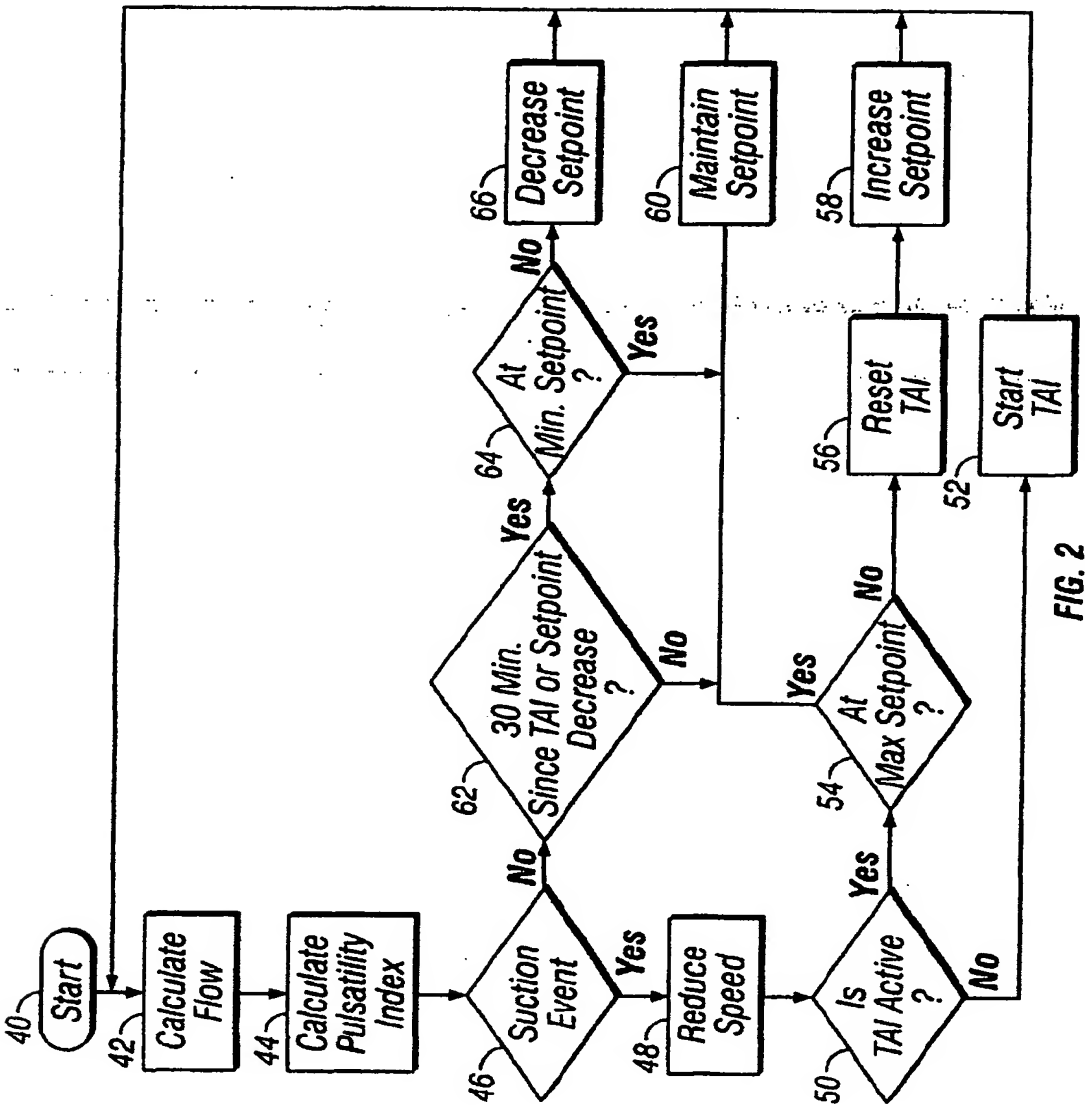 40
Start
42
Calculate
Flow
44
Calculate
Pulsatility
Index
46
Suction
Event
No
Yes
48
Reduce
Speed
50
Is
TAI Active
?
Yes
No
62
30 Min.
Since TAI or Setpoint
Decrease
?
Yes
No
64
At
Min. Setpoint
?
No
Yes
66
Decrease
Setpoint
60
Maintain
Setpoint
54
At
Max Setpoint
?
Yes
No
56
Reset
TAI
58
Increase
Setpoint
52
Start
TAI
FIG. 2